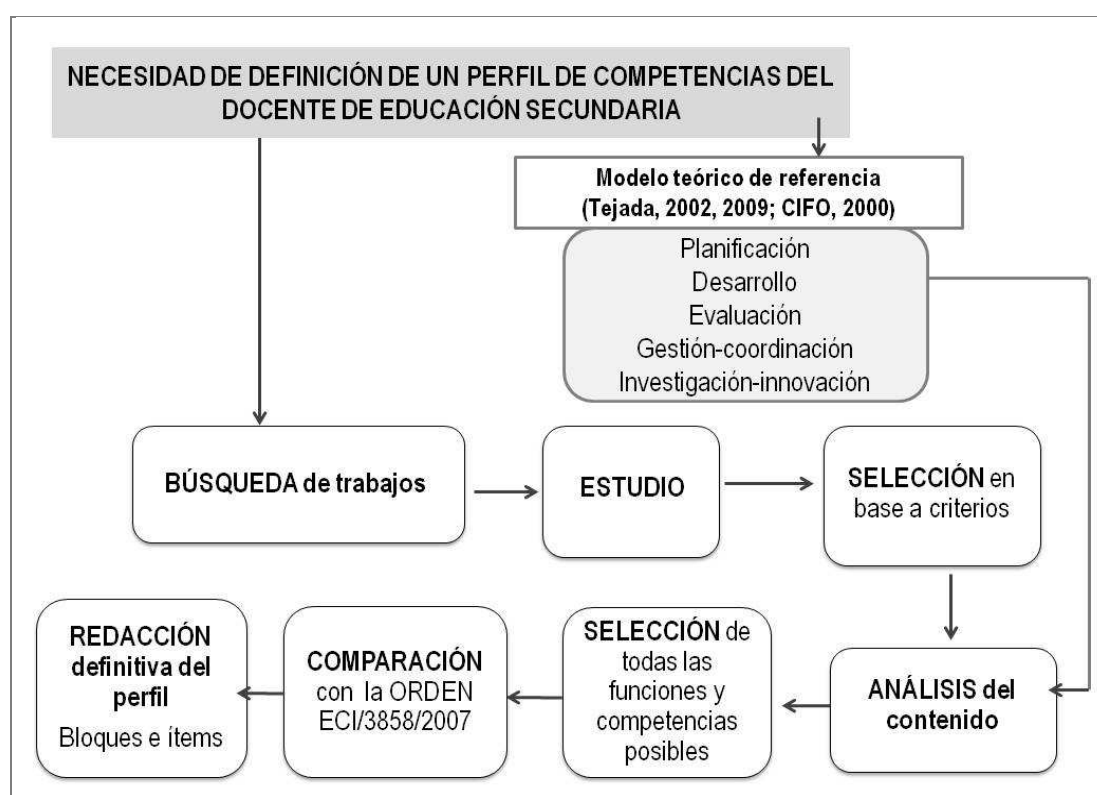 NECESIDAD DE DEFINICIÓN DE UN PERFIL DE COMPETENCIAS DEL
DOCENTE DE EDUCACIÓN SECUNDARIA
Modelo teórico de referencia
(Tejada, 2002, 2009; CIFO, 2000)
Planificación
Desarrollo
Evaluación
Gestión-coordinación
Investigación-innovación
BÚSQUEDA de trabajos
ESTUDIO
SELECCIÓN en
base a criterios
ANÁLISIS del
contenido
SELECCIÓN de
todas las
funciones y
competencias
posibles
COMPARACIÓN
con la ORDEN
ECI/3858/2007
REDACCIÓN
definitiva del
perfil
Bloques e ítems